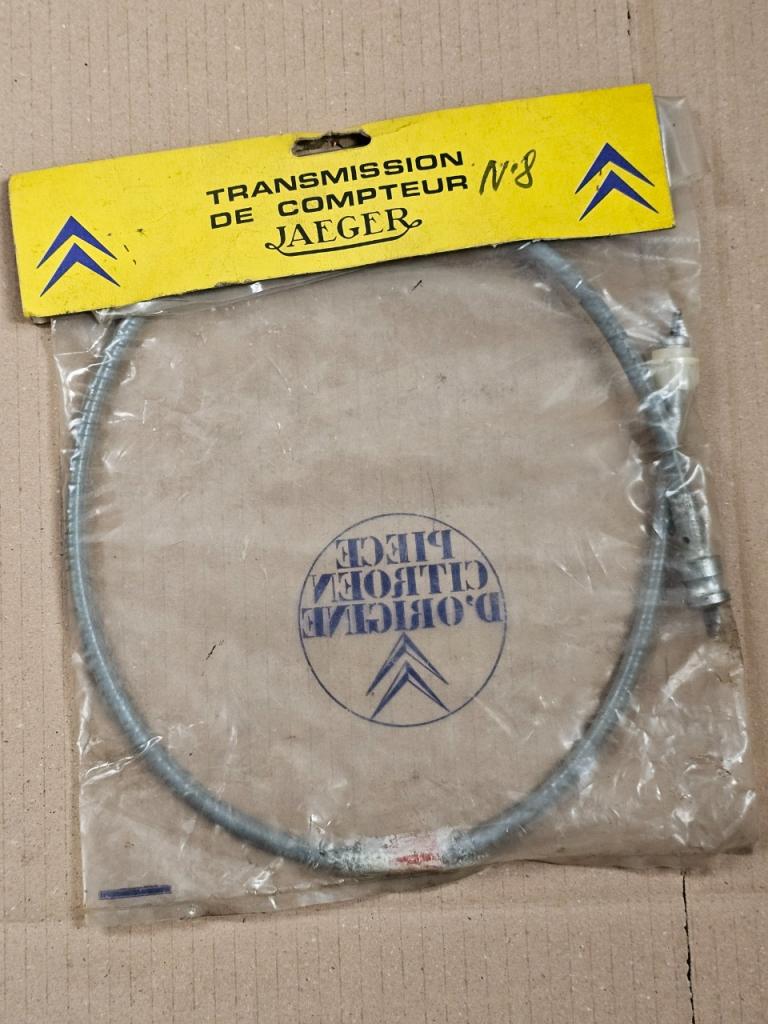 TRANSMISSION
DE COMPTEUR N°8
JAEGER
PIECE
CITROEN
D'ORIGINE